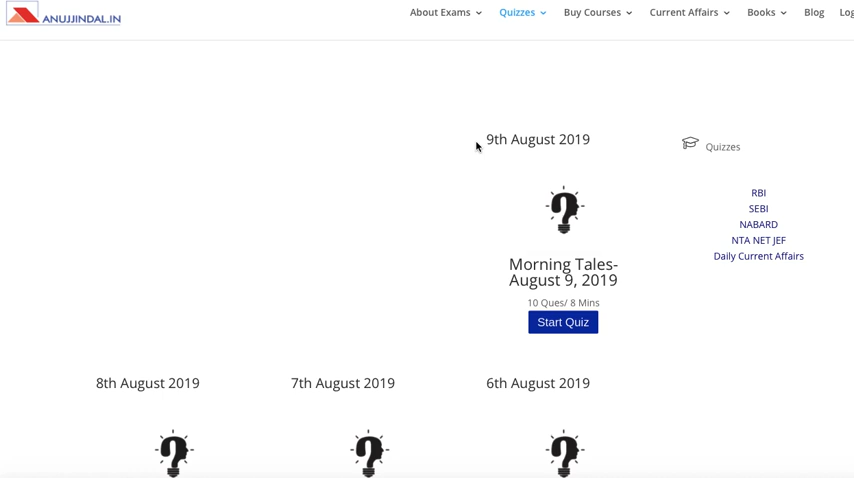 ANUJJINDAL.IN
About Exams Quizzes Buy Courses Current Affairs Books Blog Log
9th August 2019
Quizzes
RBI
SEBI
NABARD
NTA NET JEF
Daily Current Affairs
Morning Tales-
August 9, 2019
10 Ques/ 8 Mins
Start Quiz
8th August 2019 7th August 2019 6th August 2019